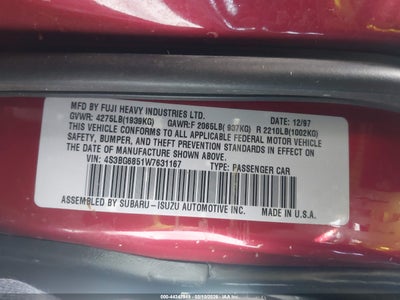 MFD. BY FUJI HEAVY INDUSTRIES LTD. 12/97
GVWR: 4275LB(1939KG) GAWR:F 2065LB( 937KG) R 2210LB(1002KG)
THIS VEHICLE CONFORMS TO ALL APPLICABLE FEDERAL MOTOR VEHICLE
SAFETY, BUMPER, AND THEFT PREVENTION STANDARDS IN EFFECT ON
THE DATE OF MANUFACTURE SHOWN ABOVE.
VIN: 4S3BG6851W7631167 TYPE: PASSENGER CAR
ASSEMBLED BY SUBARU-ISUZU AUTOMOTIVE INC. MADE IN U.S.A.